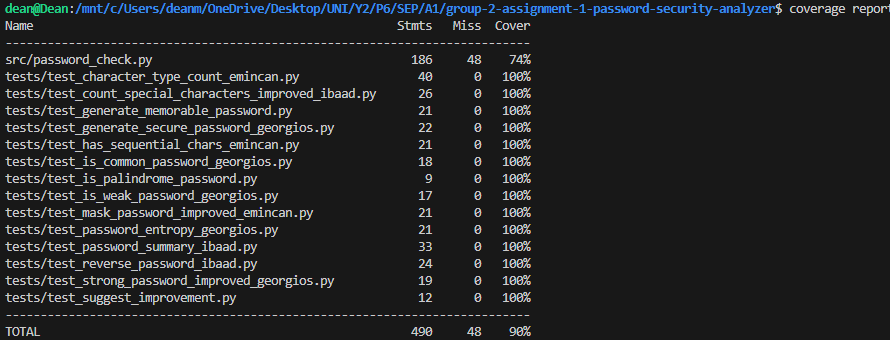 dean@Dean:/mnt/c/Users/deanm/OneDrive/Desktop/UNI/Y2/P6/SEP/A1/group-2-assignment-1-password-security-analyzer$ coverage report
Name Stmts Miss Cover
--------------------------------------------------------------------------------
src/password_check.py 186 48 74%
tests/test_character_type_count_emincan.py 40 0 100%
tests/test_count_special_characters_improved_ibaad.py 26 0 100%
tests/test_generate_memorable_password.py 21 0 100%
tests/test_generate_secure_password_georgios.py 22 0 100%
tests/test_has_sequential_chars_emincan.py 21 0 100%
tests/test_is_common_password_georgios.py 18 0 100%
tests/test_is_palindrome_password.py 9 0 100%
tests/test_is_weak_password_georgios.py 17 0 100%
tests/test_mask_password_improved_emincan.py 21 0 100%
tests/test_password_entropy_georgios.py 21 0 100%
tests/test_password_summary_ibaad.py 33 0 100%
tests/test_reverse_password_ibaad.py 24 0 100%
tests/test_strong_password_improved_georgios.py 19 0 100%
tests/test_suggest_improvement.py 12 0 100%
--------------------------------------------------------------------------------
TOTAL 490 48 90%